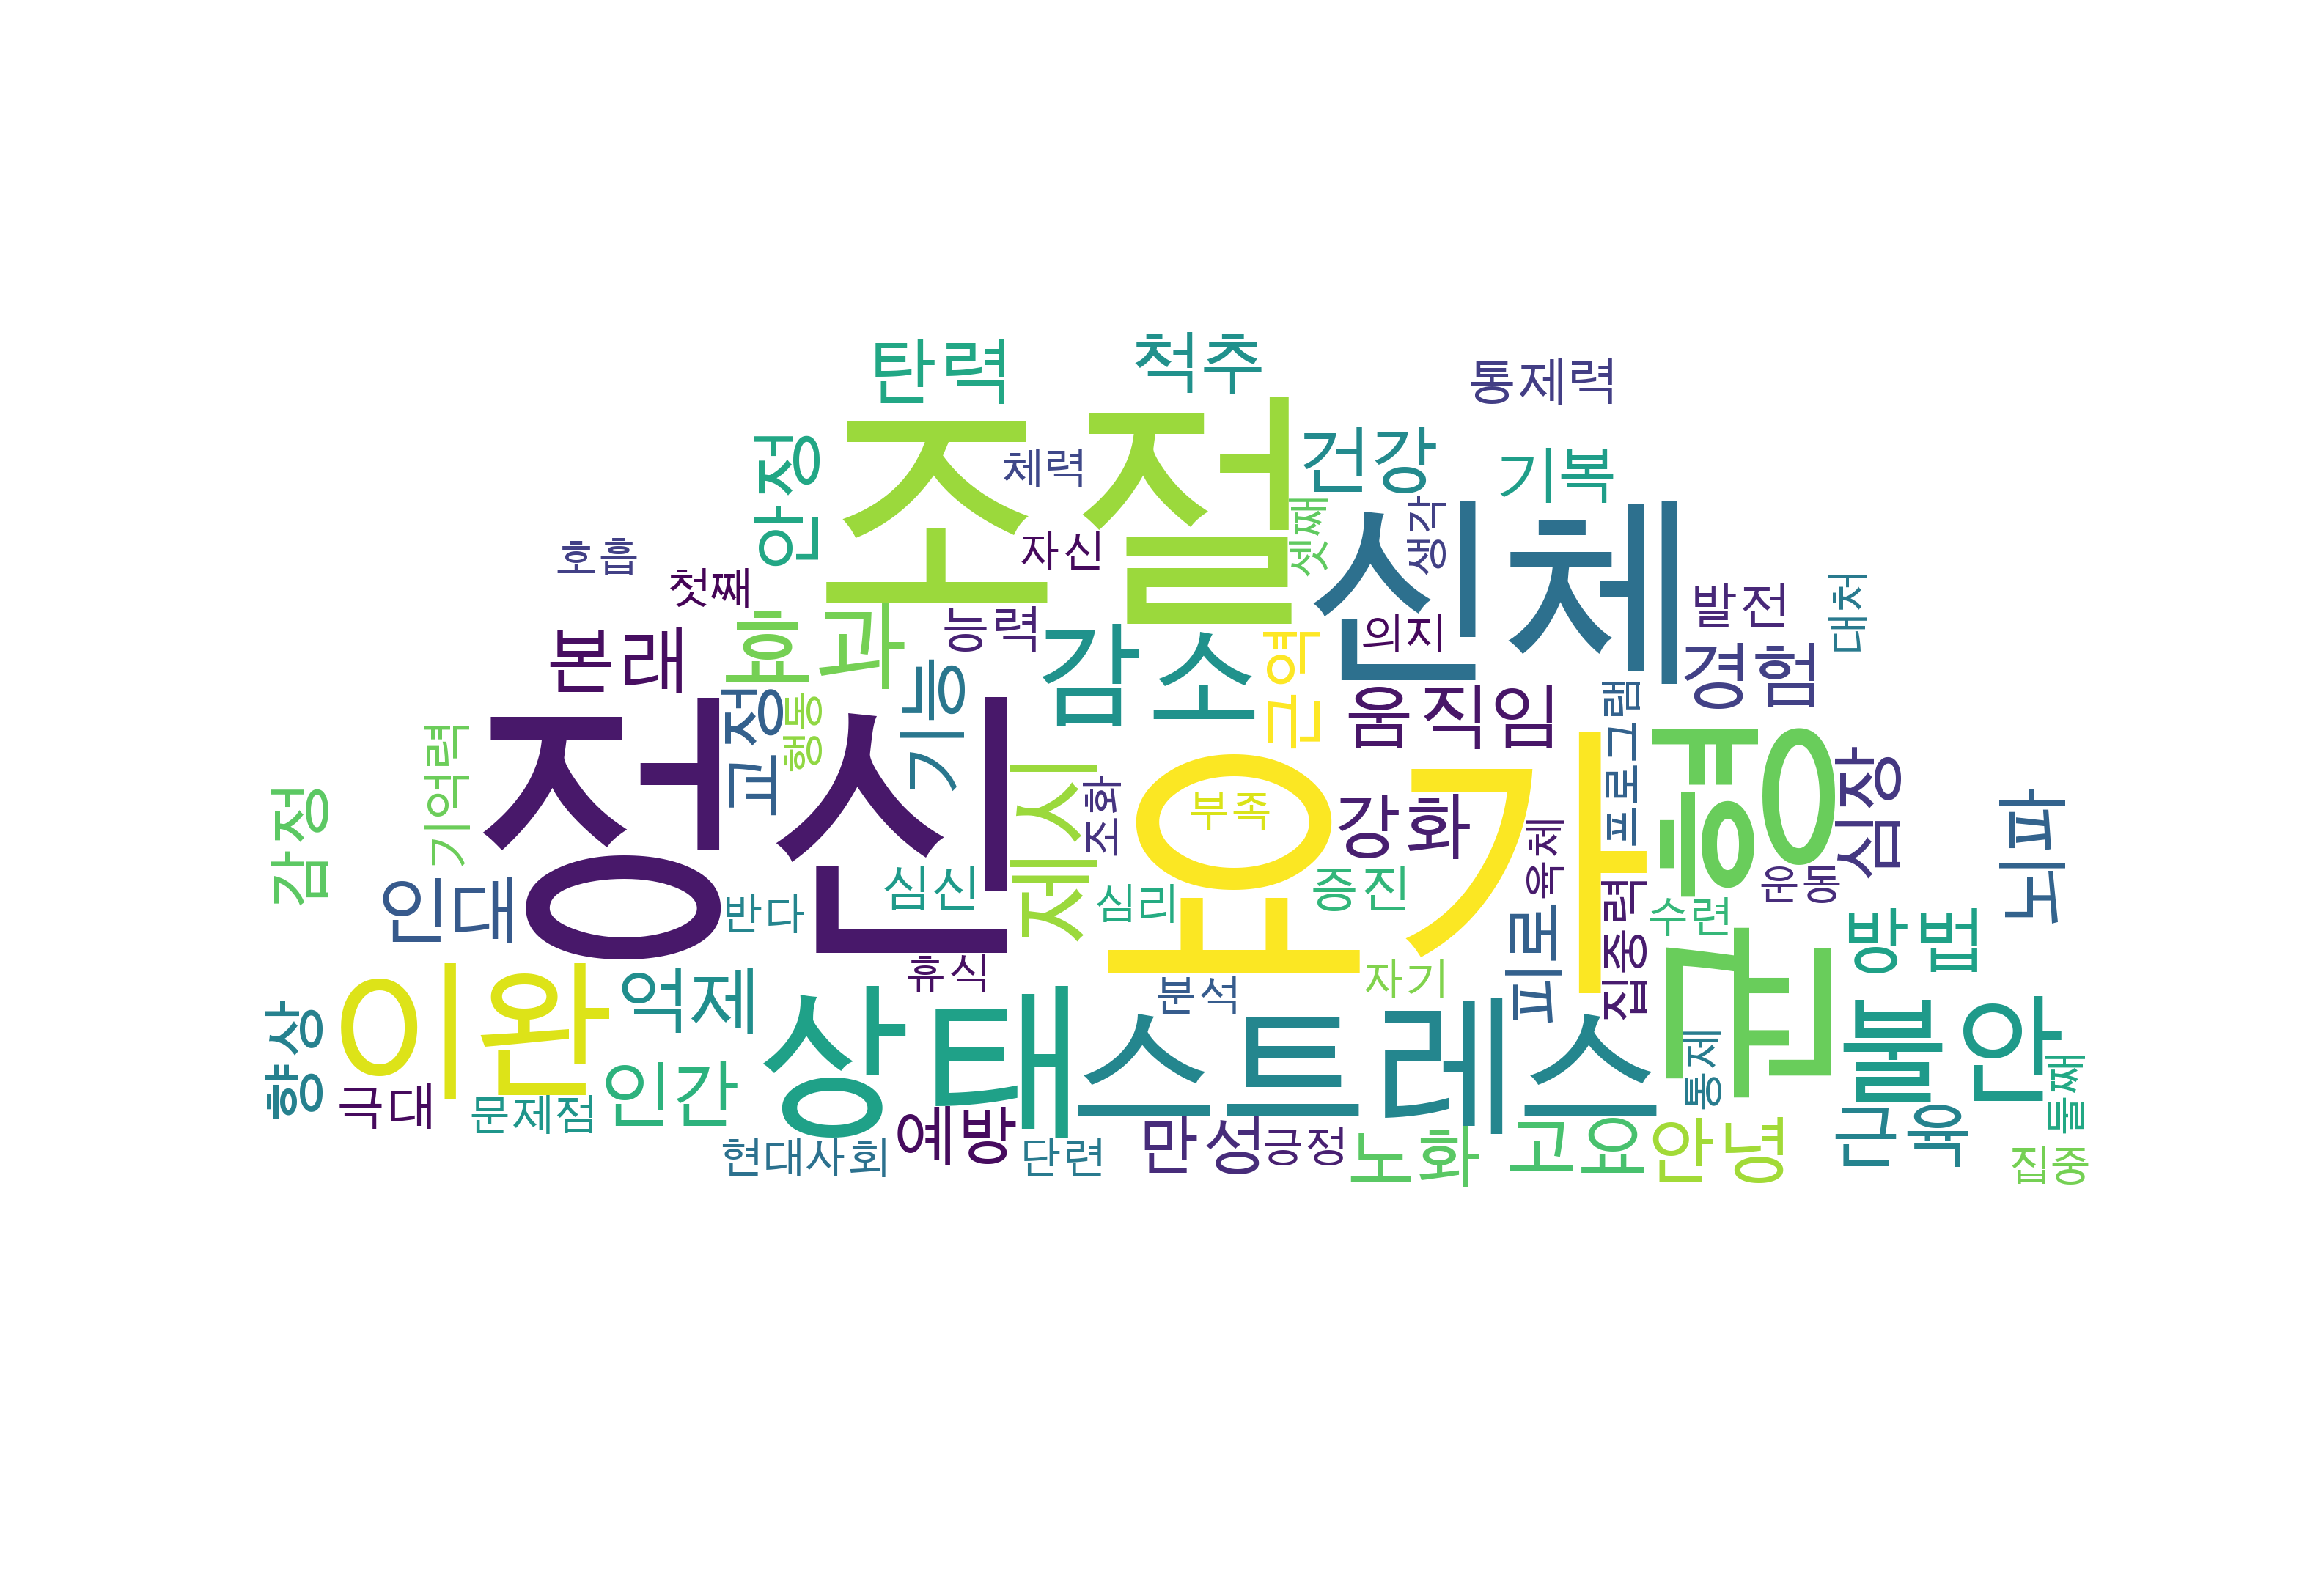 탄력
척추
통제력
조절
건강
기복
안정
체력
셋째
생각
신체
호흡
첫째
자신
발전
대처
본래
효과
능력
감소
근력
의지
움직임
경험
정신
교정
행동
기능
제시
조화
요가
부족
강화
육체
프로그램
명상
심장
운동
뇌파
감정
기억력
인대
반다
심신
심리
증진
수련
방법
이완
억제
휴식
분석
자기
피로
집중력
면
불안
향상
극대
문제점
인간
상태
스트레스
통제
둘째
현대사회
예방
단련
만성
긍정
노화
고요
안녕
근육
집중